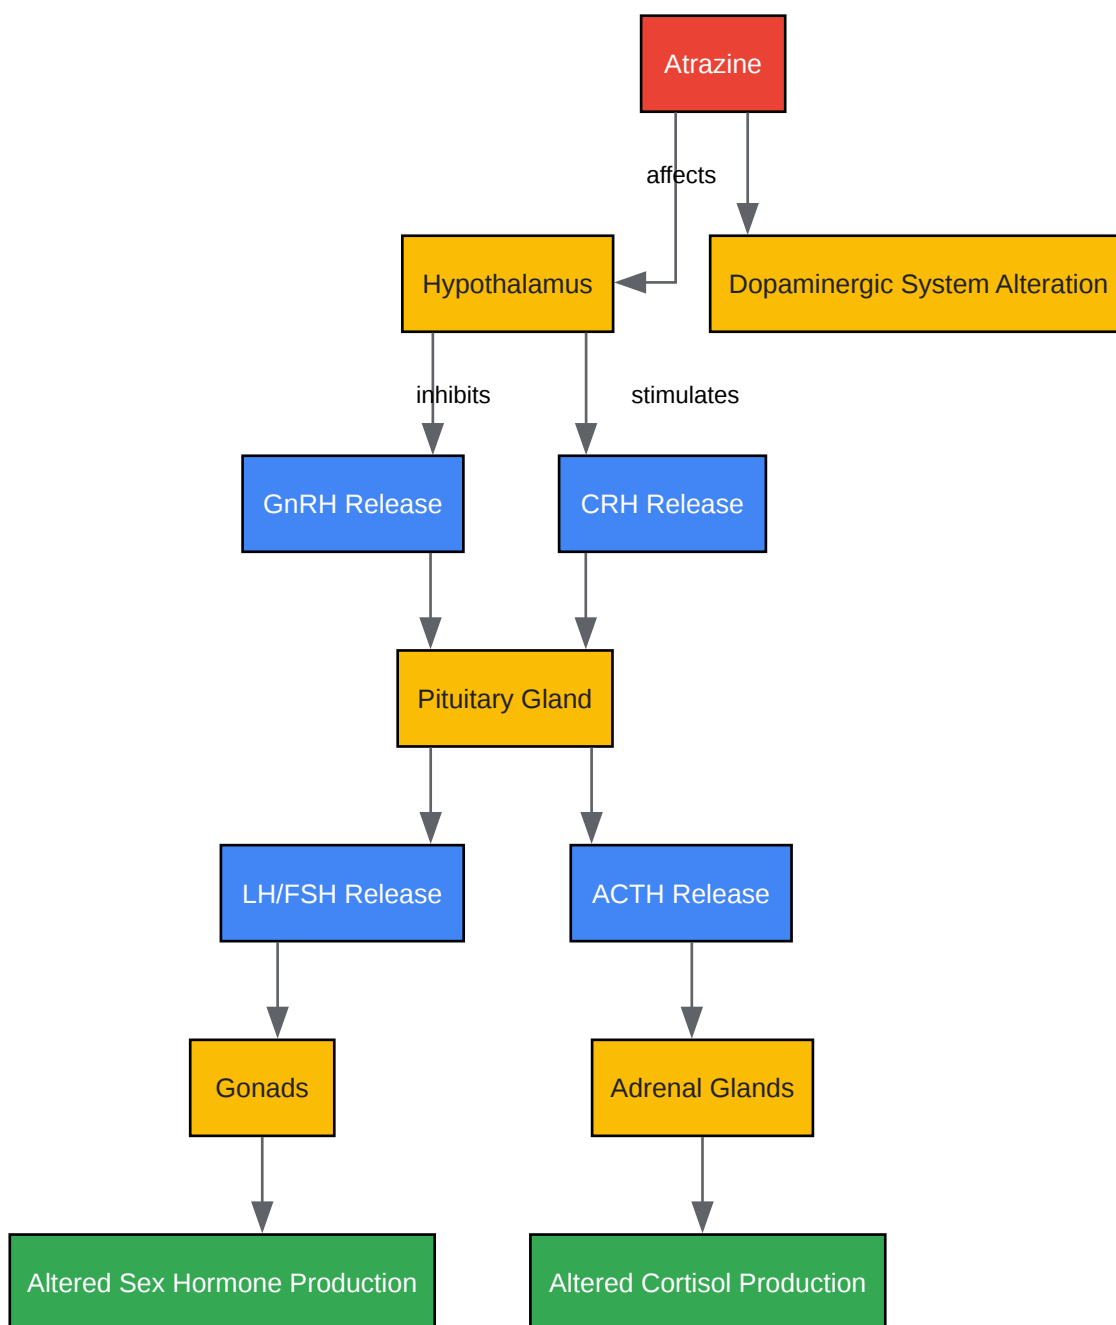 Atrazine
affects
Hypothalamus
Dopaminergic System Alteration
inhibits
stimulates
GnRH Release
CRH Release
Pituitary Gland
LH/FSH Release
ACTH Release
Gonads
Adrenal Glands
Altered Sex Hormone Production
Altered Cortisol Production